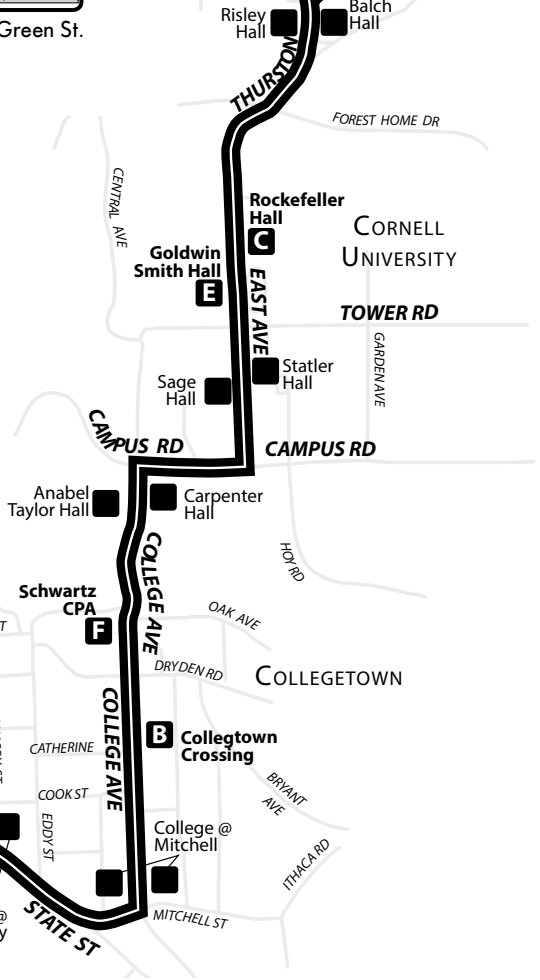 Green St.
Risley
Hall
Balch
Hall
THURSTON
FOREST HOME DR
CENTRAL AVE
Rockefeller
Hall
C
CORNELL
UNIVERSITY
Goldwin
Smith Hall
E
EAST AVE
TOWER RD
GARDEN AVE
Statler
Hall
Sage
Hall
CAMPUS RD
CAMPUS RD
Anabel
Taylor Hall
Carpenter
Hall
COLLEGE AVE
HOY RD
Schwartz
CPA
F
OAK AVE
DRYDEN RD
COLLEGETOWN
COLLEGE AVE
B
Collegtown
Crossing
CATHERINE
COOK ST
EDDY ST
BRYANT
AVE
College @
Mitchell
ITHACA RD
MITCHELL ST
STATE ST
@